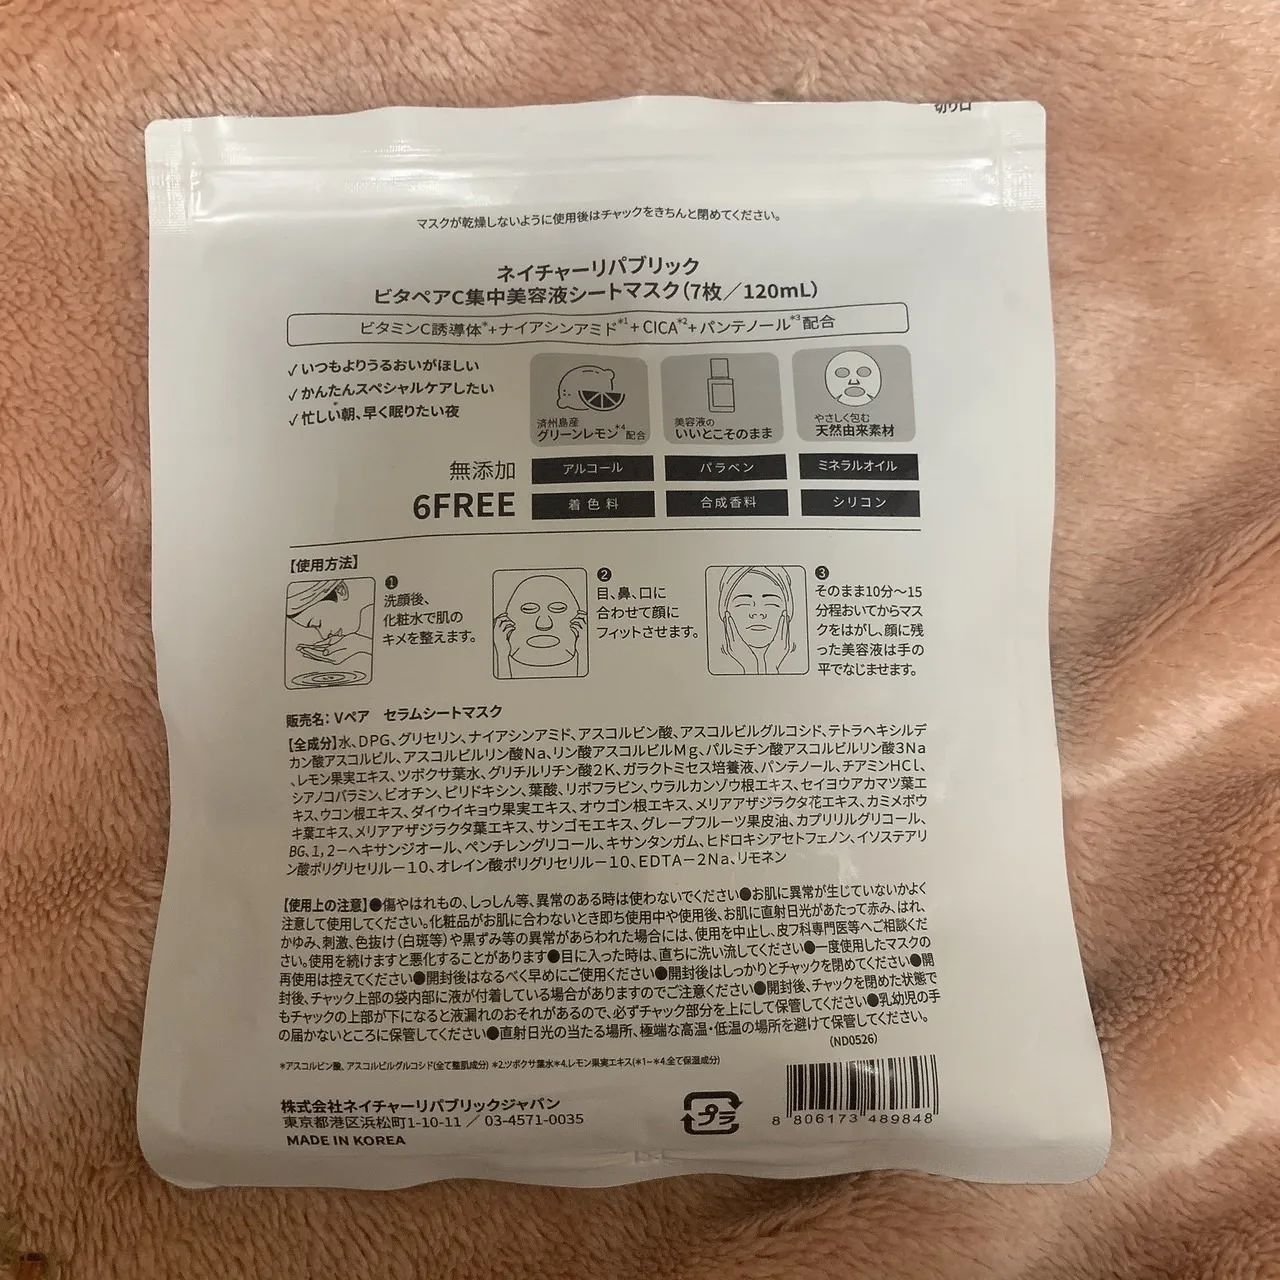 切り口
マスクが乾燥しないように使用後はチャックをきちんと閉めてください。
ネイチャーリパブリック
ビタペアC集中美容液シートマスク(7枚／120mL)
ビタミンC誘導体*+ナイアシンアミド*1+CICA*2+パンテノール*3配合
✓いつもよりうるおいがほしい
✓かんたんスペシャルケアしたい
✓忙しい朝、早く眠りたい夜
済州島産
グリーンレモン*4配合
美容液の
いいとこそのまま
やさしく包む
天然由来素材
無添加
6FREE
アルコール
パラベン
ミネラルオイル
着色料
合成香料
シリコン
【使用方法】
❶
洗顔後、
化粧水で肌の
キメを整えます。
❷
目、鼻、口に
合わせて顔に
フィットさせます。
❸
そのまま10分〜15
分程おいてからマス
クをはがし、顔に残
った美容液は手の
平でなじませます。
販売名：Vペア　セラムシートマスク
【全成分】水、DPG、グリセリン、ナイアシンアミド、アスコルビン酸、アスコルビルグルコシド、テトラヘキシルデ
カン酸アスコルビル、アスコルビルリン酸Na、リン酸アスコルビルMg、パルミチン酸アスコルビルリン酸3Na
、レモン果実エキス、ツボクサ葉水、グリチルリチン酸2K、ガラクトミセス培養液、パンテノール、チアミンHCl、
シアノコバラミン、ビオチン、ピリドキシン、葉酸、リボフラビン、ウラルカンゾウ根エキス、セイヨウアカマツ葉エ
キス、ウコン根エキス、ダイウイキョウ果実エキス、オウゴン根エキス、メリアアザジラクタ花エキス、カミメボウ
キ葉エキス、メリアアザジラクタ葉エキス、サンゴモエキス、グレープフルーツ果皮油、カプリリルグリコール、
BG、1,2−ヘキサンジオール、ペンチレングリコール、キサンタンガム、ヒドロキシアセトフェノン、イソステアリ
ン酸ポリグリセリル−10、オレイン酸ポリグリセリル−10、EDTA−2Na、リモネン
【使用上の注意】●傷やはれもの、しっしん等、異常のある時は使わないでください●お肌に異常が生じていないかよく
注意して使用してください。化粧品がお肌に合わないとき即ち使用中や使用後、お肌に直射日光があたって赤み、はれ、
かゆみ、刺激、色抜け(白斑等)や黒ずみ等の異常があらわれた場合には、使用を中止し、皮フ科専門医等へご相談くだ
さい。使用を続けますと悪化することがあります●目に入った時は、直ちに洗い流してください●一度使用したマスクの
再使用は控えてください●開封後はなるべく早めにご使用ください●開封後はしっかりとチャックを閉めてください●開
封後、チャック上部の袋内部に液が付着している場合がありますのでご注意ください●開封後、チャックを閉めた状態で
もチャックの上部が下になると液漏れのおそれがあるので、必ずチャック部分を上にして保管してください●乳幼児の手
の届かないところに保管してください●直射日光の当たる場所、極端な高温・低温の場所を避けて保管してください。
(ND0526)
*アスコルビン酸、アスコルビルグルコシド(全て整肌成分) *2,ツボクサ葉水*4,レモン果実エキス(*1~*4,全て保湿成分)
株式会社ネイチャーリパブリックジャパン
東京都港区浜松町1-10-11 ／ 03-4571-0035
MADE IN KOREA
プラ
8 806173 489848